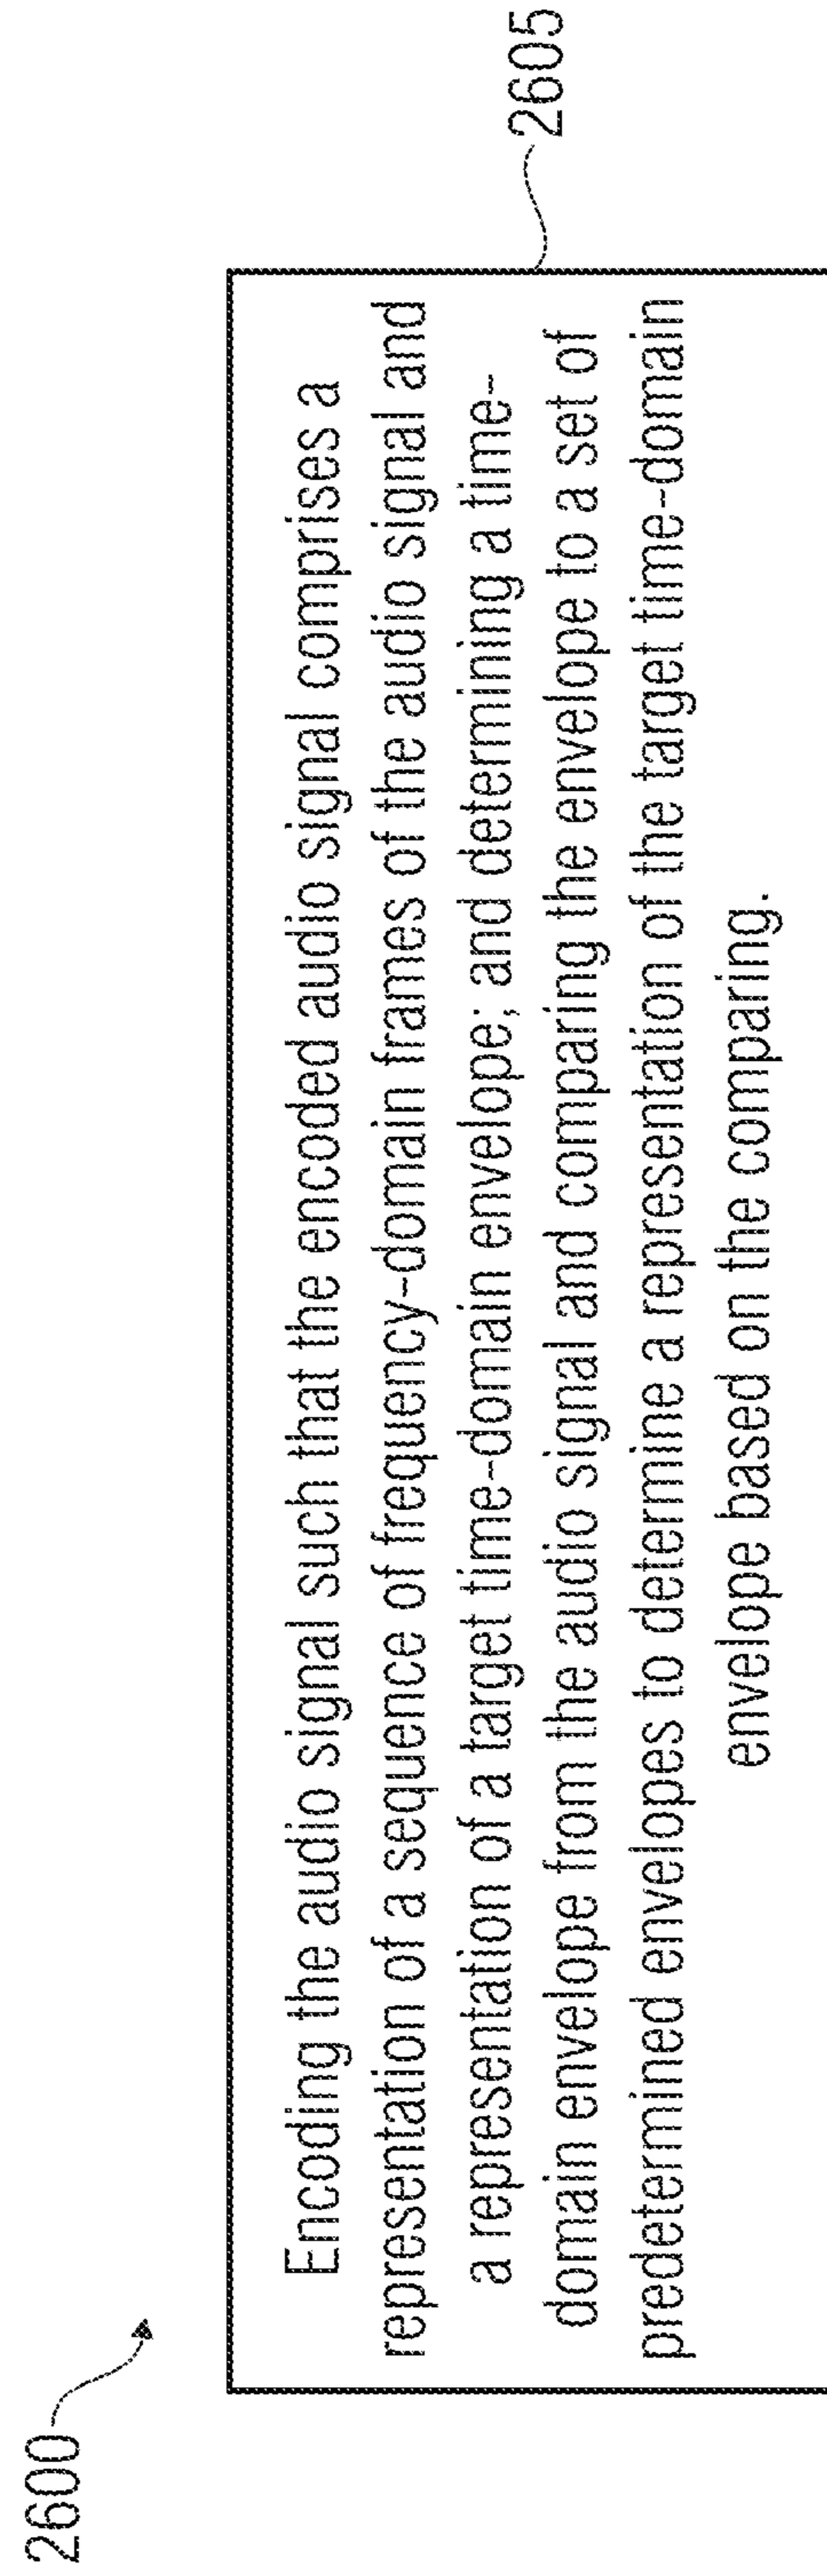 2600
2605
Encoding the audio signal such that the encoded audio signal comprises a
representation of a sequence of frequency-domain frames of the audio signal and
a representation of a target time-domain envelope; and determining a time-
domain envelope from the audio signal and comparing the envelope to a set of
predetermined envelopes to determine a representation of the target time-domain
envelope based on the comparing.